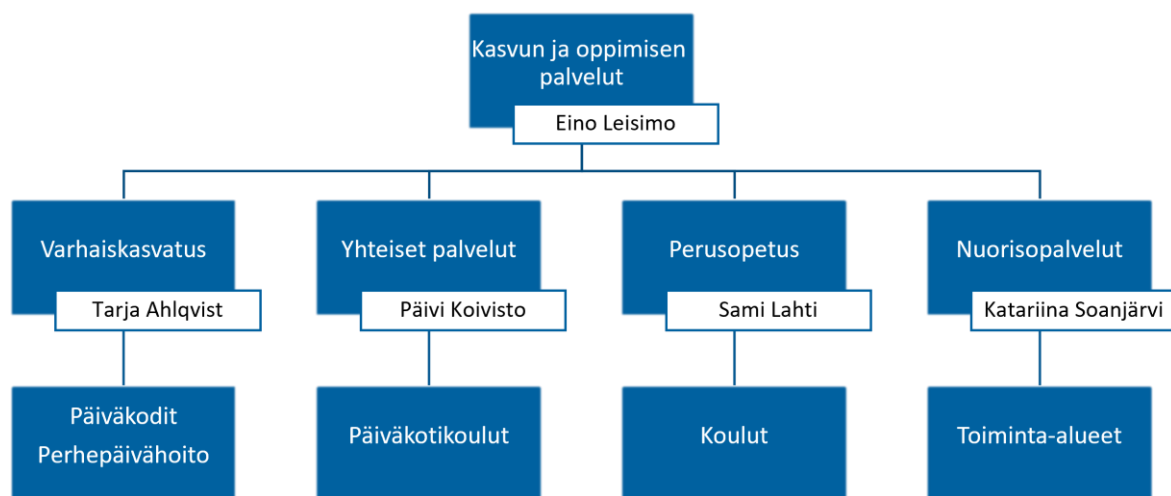 Kasvun ja oppimisen
palvelut
Eino Leisimo
Varhaiskasvatus
Yhteiset palvelut
Perusopetus
Nuorisopalvelut
Tarja Ahlqvist
Päivi Koivisto
Sami Lahti
Katariina Soanjärvi
Päiväkodit
Perhepäivähoito
Päiväkotikoulut
Koulut
Toiminta-alueet